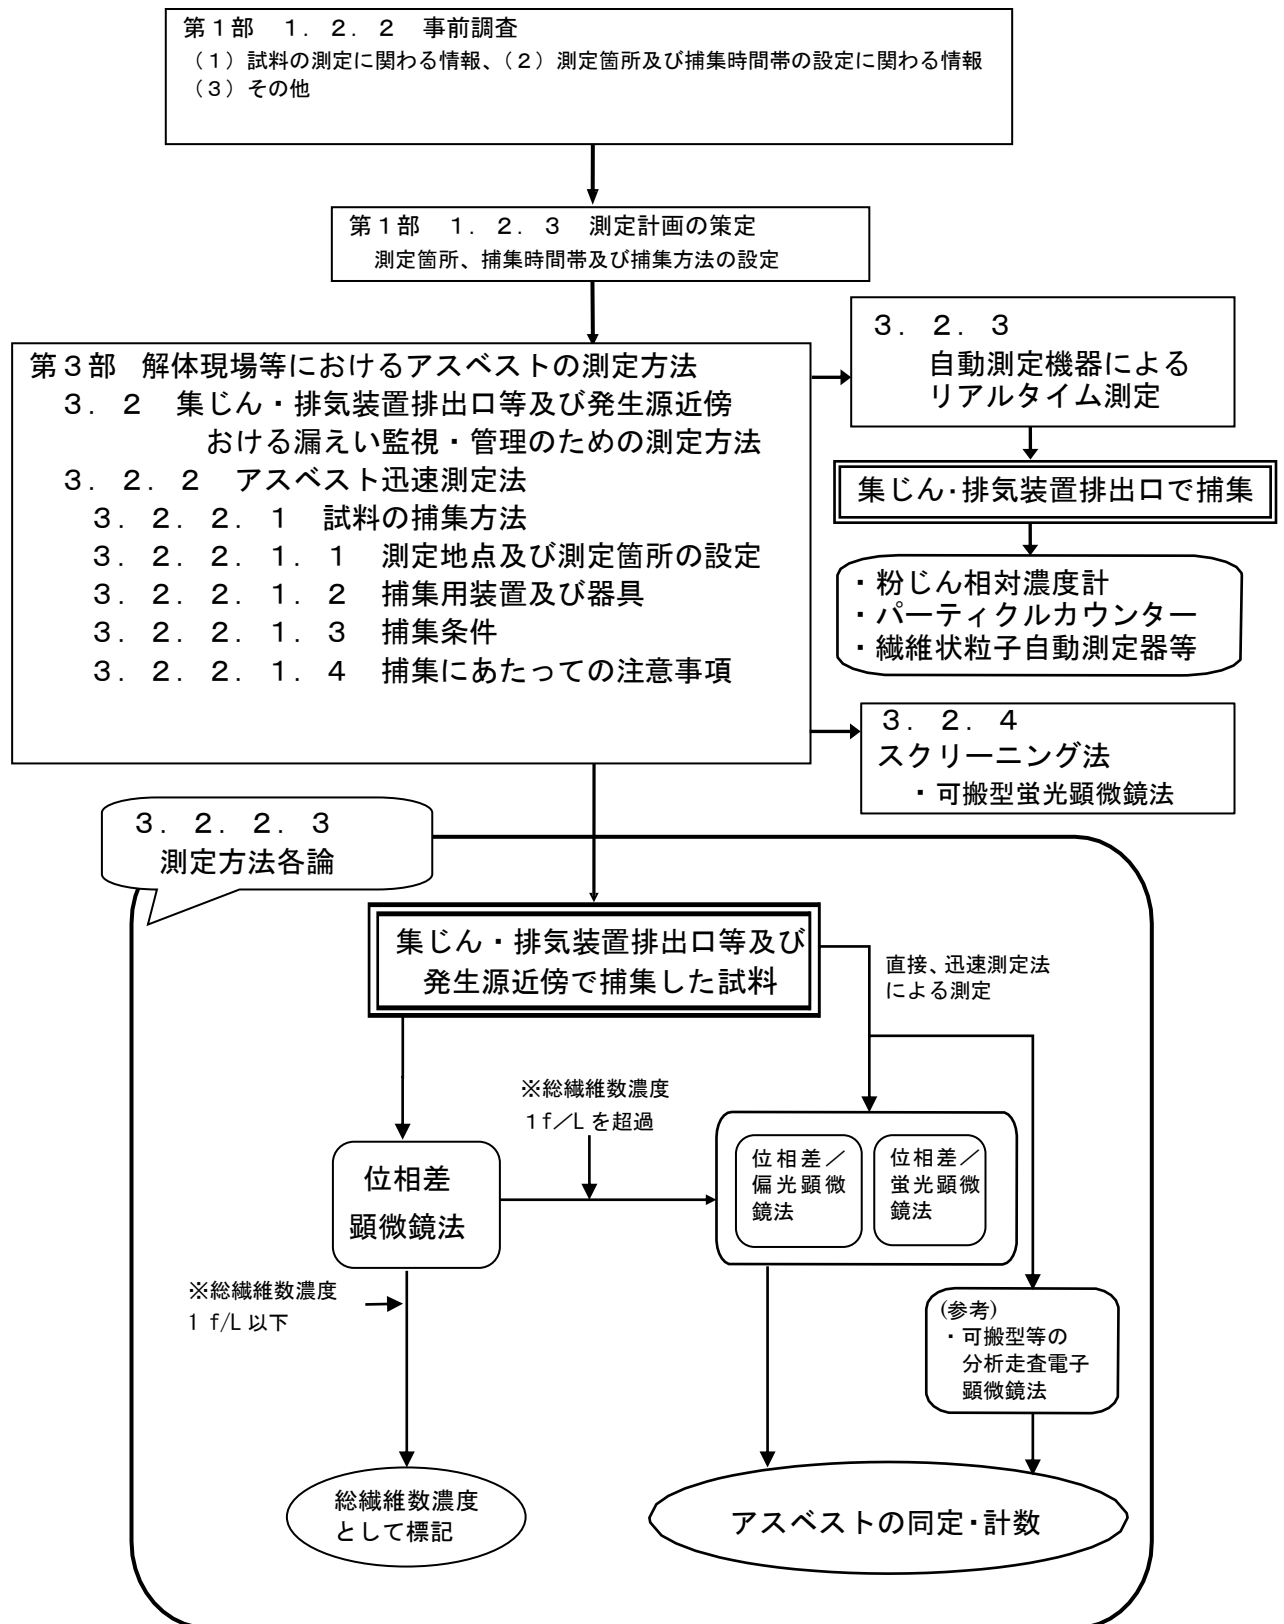 第１部　１．２．２　事前調査
（１）試料の測定に関わる情報、（２）測定箇所及び捕集時間帯の設定に関わる情報
（３）その他
第１部　１．２．３　測定計画の策定
測定箇所、捕集時間帯及び捕集方法の設定
第３部　解体現場等におけるアスベストの測定方法
３．２　集じん・排気装置排出口等及び発生源近傍
おける漏えい監視・管理のための測定方法
３．２．２　アスベスト迅速測定法
３．２．２．１　試料の捕集方法
３．２．２．１．１　測定地点及び測定箇所の設定
３．２．２．１．２　捕集用装置及び器具
３．２．２．１．３　捕集条件
３．２．２．１．４　捕集にあたっての注意事項
３．２．３
自動測定機器による
リアルタイム測定
集じん・排気装置排出口で捕集
・粉じん相対濃度計
・パーティクルカウンター
・繊維状粒子自動測定器等
３．２．４
スクリーニング法
・可搬型蛍光顕微鏡法
３．２．２．３
測定方法各論
集じん・排気装置排出口等及び
発生源近傍で捕集した試料
直接、迅速測定法
による測定
※総繊維数濃度
１f／L を超過
位相差
顕微鏡法
位相差／
偏光顕微
鏡法
位相差／
蛍光顕微
鏡法
※総繊維数濃度
1 f/L 以下
(参考)
・可搬型等の
分析走査電子
顕微鏡法
総繊維数濃度
として標記
アスベストの同定・計数